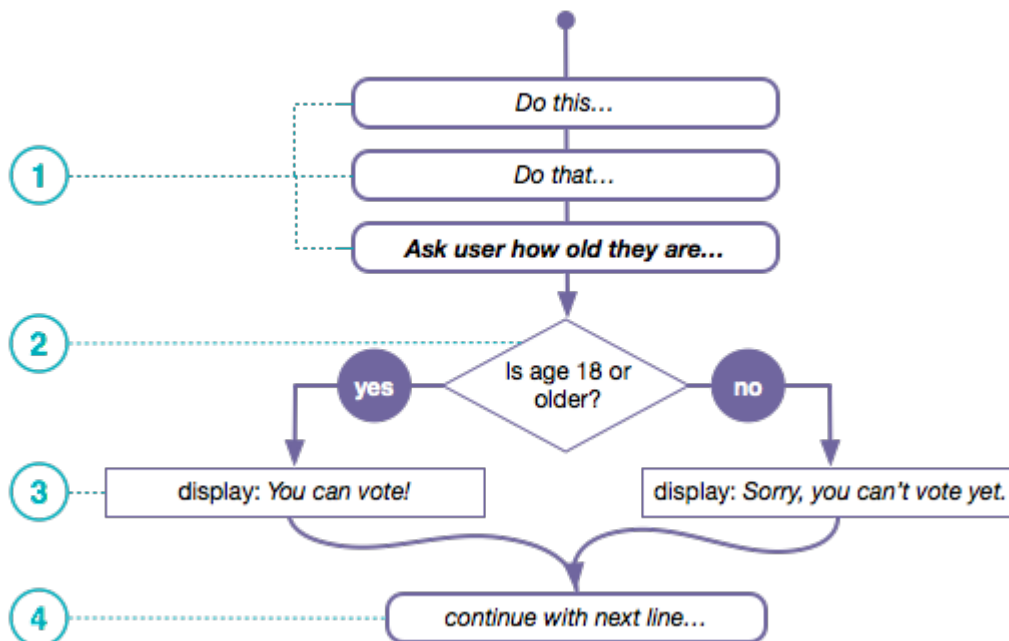 Do this…
1
Do that…
Ask user how old they are…
2
Is age 18 or
older?
yes
no
3
display: You can vote!
display: Sorry, you can't vote yet.
4
continue with next line…